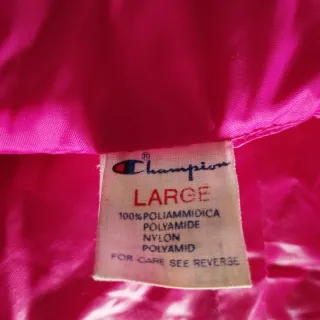 Champion®
LARGE
100% POLIAMMIDICA
POLYAMIDE
NYLON
POLYAMID
FOR CARE SEE REVERSE